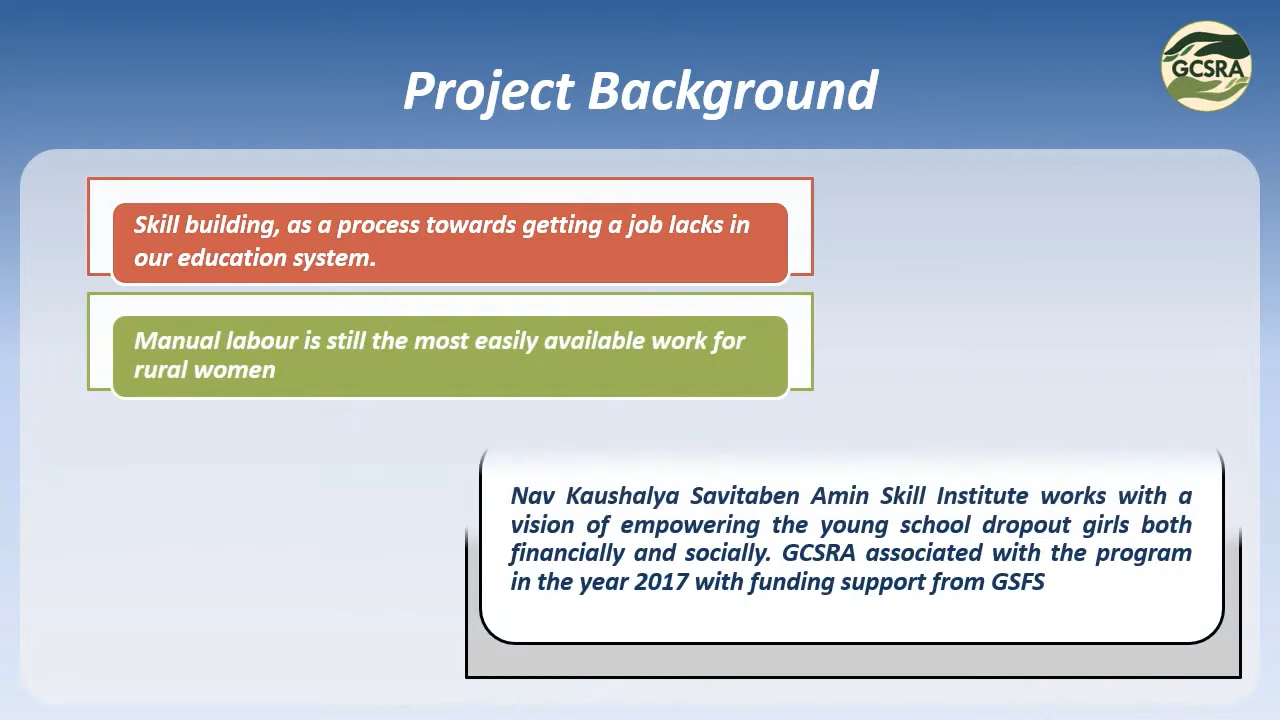 Project Background
GCSRA
Skill building, as a process towards getting a job lacks in
our education system.
Manual labour is still the most easily available work for
rural women
Nav Kaushalya Savitaben Amin Skill Institute works with a
vision of empowering the young school dropout girls both
financially and socially. GCSRA associated with the program
in the year 2017 with funding support from GSFS